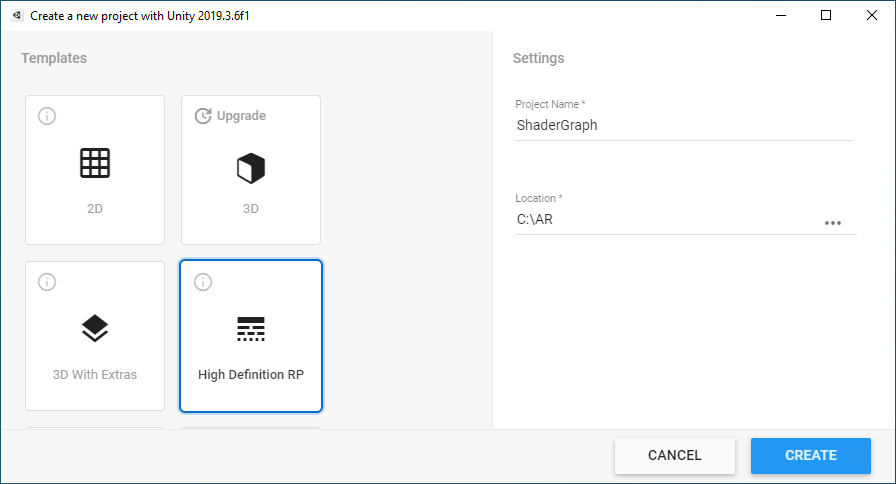 Create a new project with Unity 2019.3.6f1
Templates
Settings
Upgrade
2D
3D
3D With Extras
High Definition RP
Project Name *
ShaderGraph
Location *
C:\AR
CANCEL
CREATE